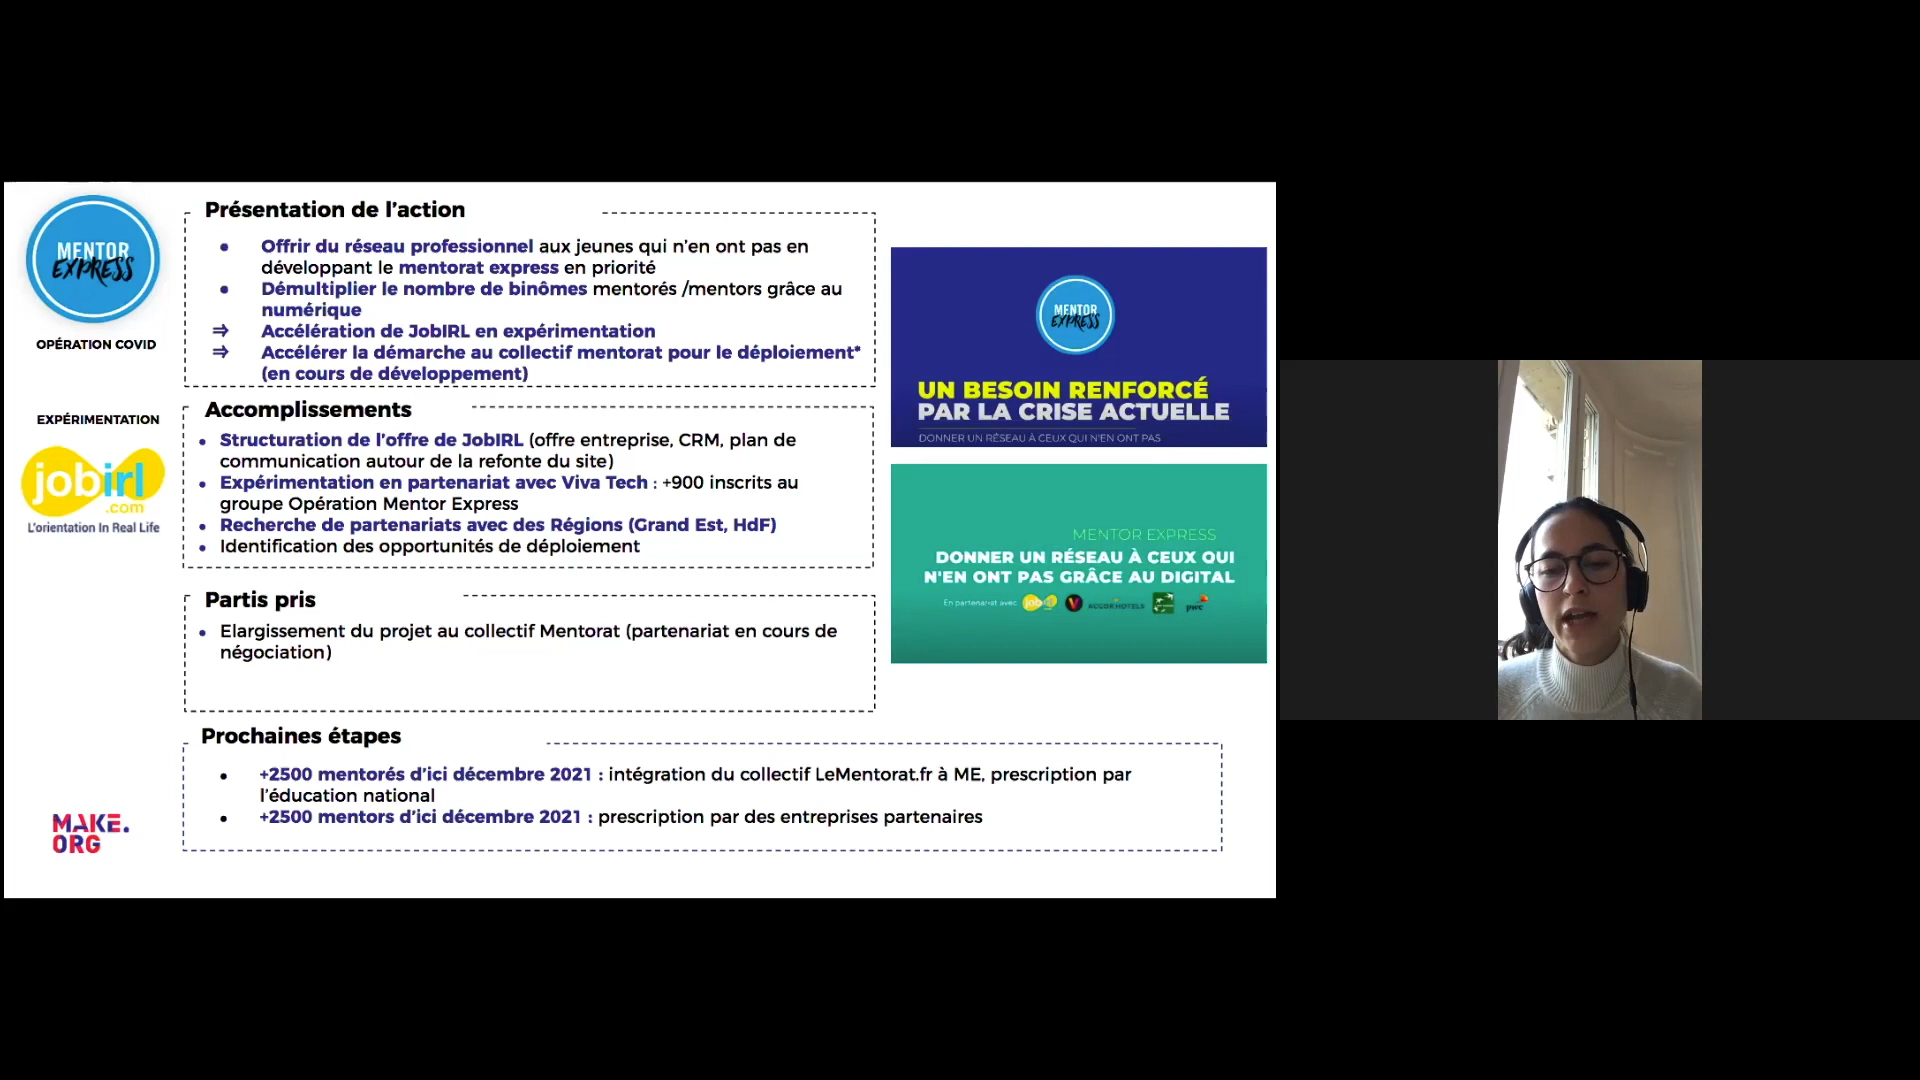 MENTOR
EXPRESS
OPÉRATION COVID
EXPÉRIMENTATION
jobirl
.com
L'orientation In Real Life
MAKE.
ORG
Présentation de l'action
● Offrir du réseau professionnel aux jeunes qui n'en ont pas en
développant le mentorat express en priorité
● Démultiplier le nombre de binômes mentorés /mentors grâce au
numérique
⇒ Accélération de JobIRL en expérimentation
⇒ Accélérer la démarche au collectif mentorat pour le déploiement*
(en cours de développement)
Accomplissements
● Structuration de l'offre de JobIRL (offre entreprise, CRM, plan de
communication autour de la refonte du site)
● Expérimentation en partenariat avec Viva Tech : +900 inscrits au
groupe Opération Mentor Express
● Recherche de partenariats avec des Régions (Grand Est, HdF)
● Identification des opportunités de déploiement
Partis pris
● Elargissement du projet au collectif Mentorat (partenariat en cours de
négociation)
Prochaines étapes
● +2500 mentorés d'ici décembre 2021 : intégration du collectif LeMentorat.fr à ME, prescription par
l'éducation national
● +2500 mentors d'ici décembre 2021 : prescription par des entreprises partenaires
MENTOR
EXPRESS
UN BESOIN RENFORCÉ
PAR LA CRISE ACTUELLE
DONNER UN RÉSEAU À CEUX QUI N'EN ONT PAS
MENTOR EXPRESS
DONNER UN RÉSEAU À CEUX QUI
N'EN ONT PAS GRÂCE AU DIGITAL
En partenariat avec jobirl V ACCORHOTELS pwc